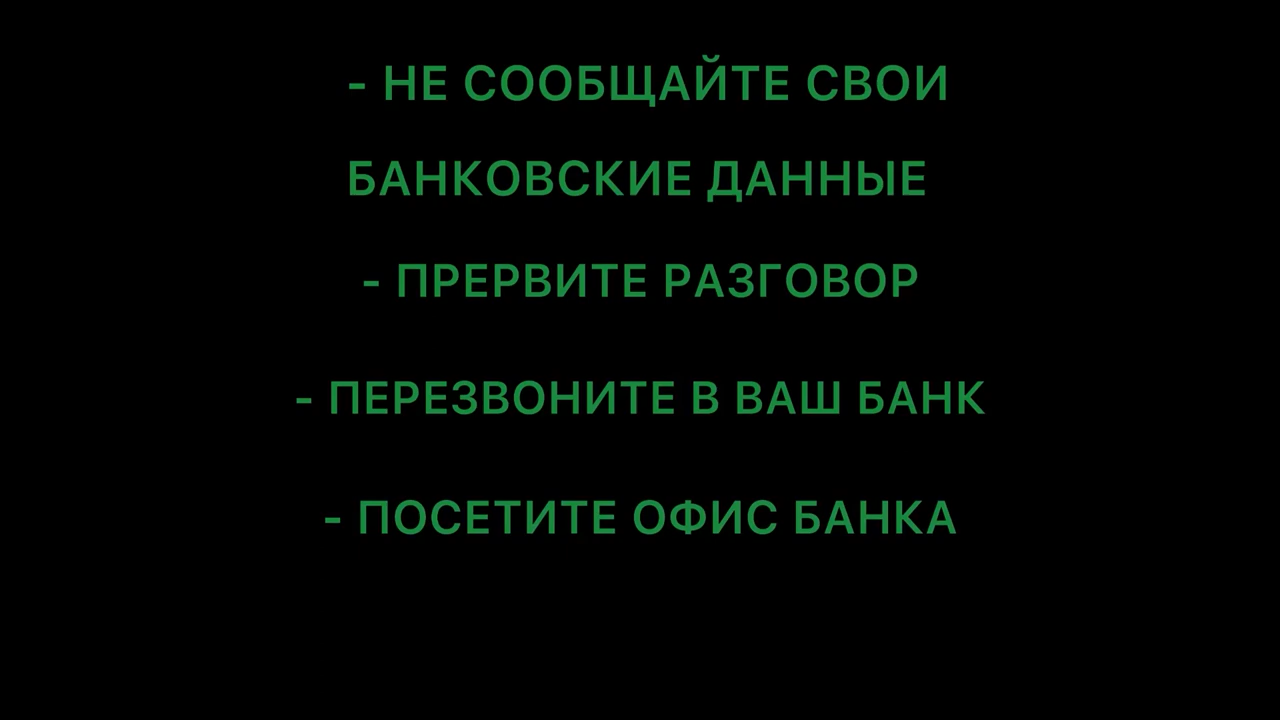 - НЕ СООБЩАЙТЕ СВОИ
БАНКОВСКИЕ ДАННЫЕ
- ПРЕРВИТЕ РАЗГОВОР
- ПЕРЕЗВОНИТЕ В ВАШ БАНК
- ПОСЕТИТЕ ОФИС БАНКА